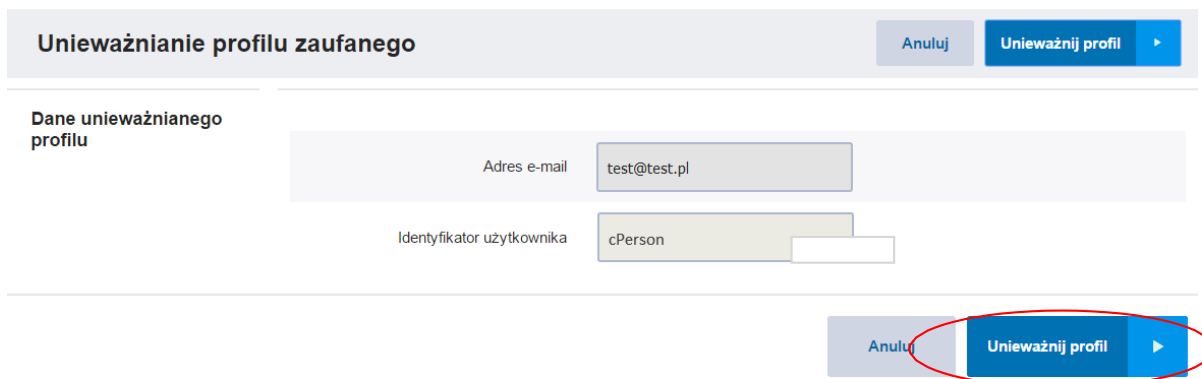 Unieważnianie profilu zaufanego
Anuluj
Unieważnij profil
Dane unieważnianego
profilu
Adres e-mail
test@test.pl
Identyfikator użytkownika
cPerson
Anuluj
Unieważnij profil